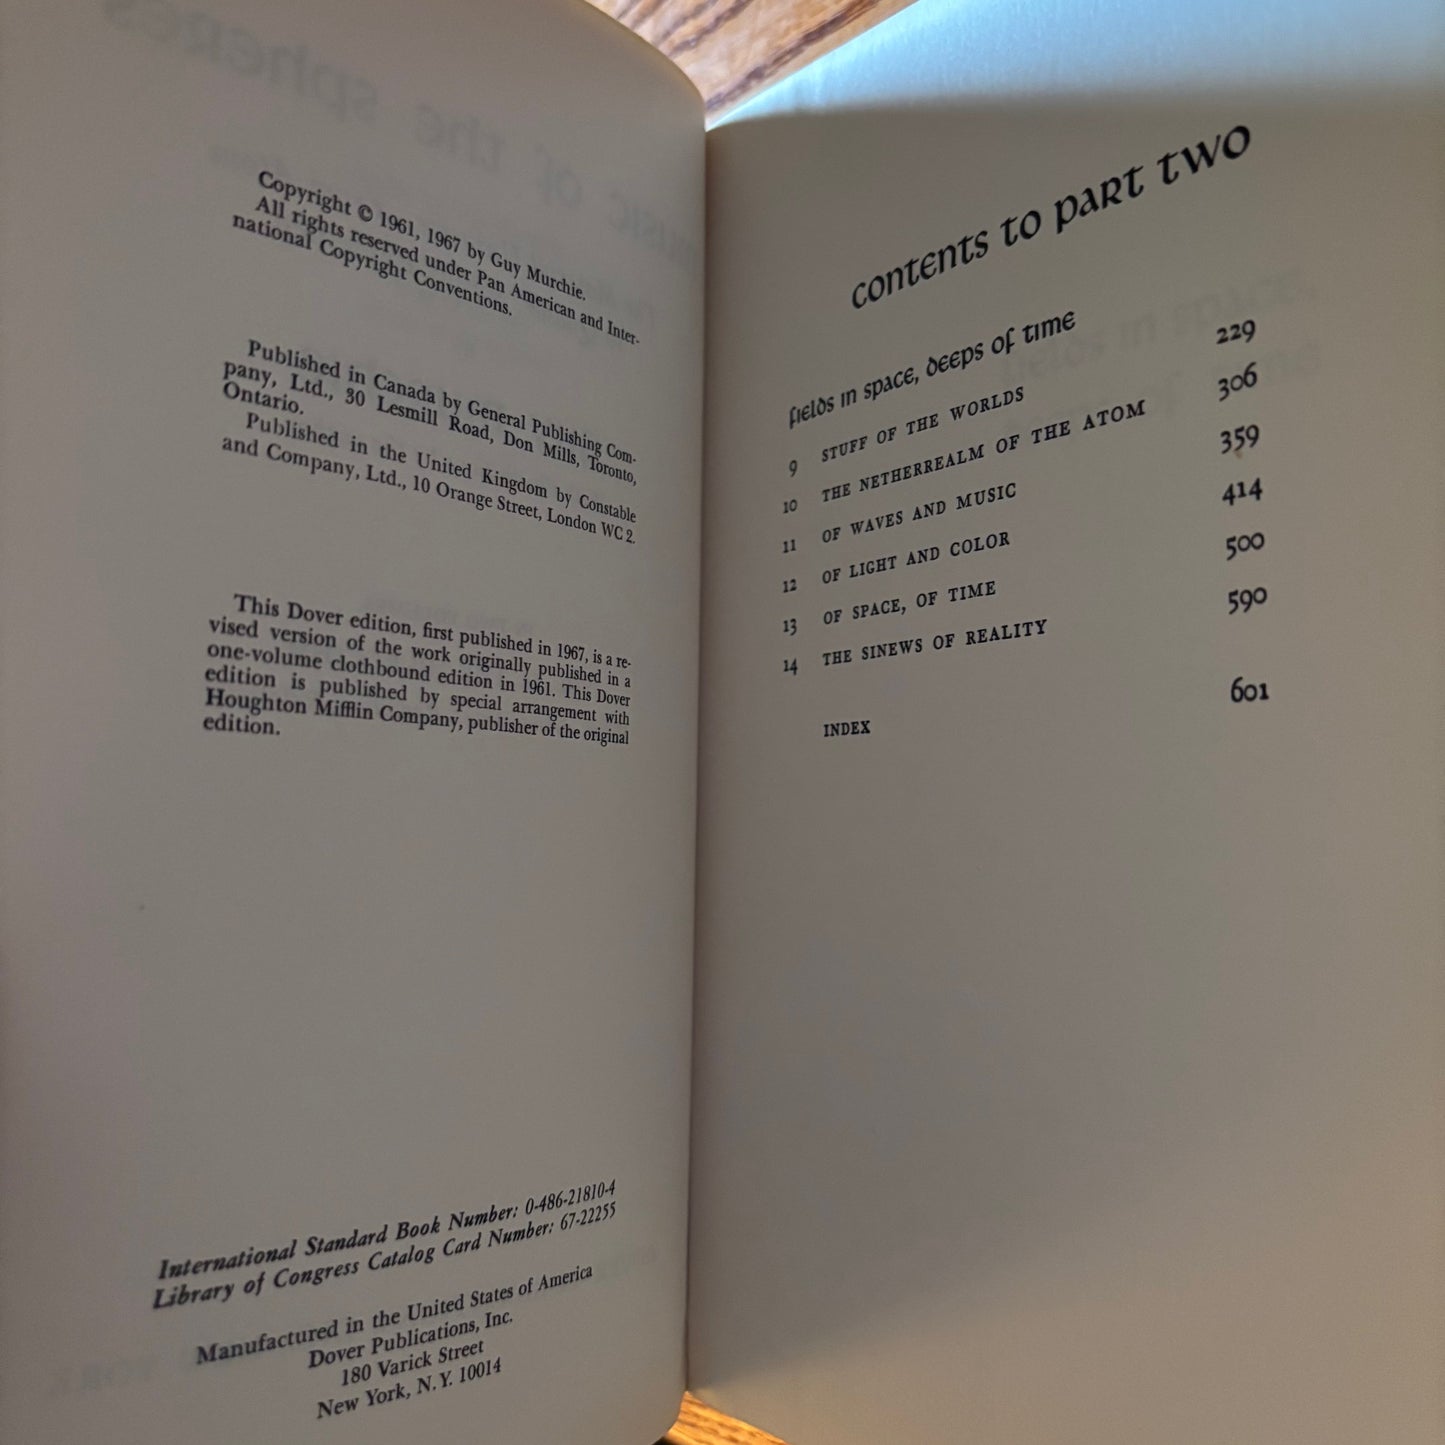 Copyright © 1961, 1967 by Guy Murchie.
All rights reserved under Pan American and Inter-
national Copyright Conventions.
Published in Canada by General Publishing Com-
pany, Ltd., 30 Lesmill Road, Don Mills, Toronto,
Ontario.
Published in the United Kingdom by Constable
and Company, Ltd., 10 Orange Street, London WC 2.
This Dover edition, first published in 1967, is a re-
vised version of the work originally published in a
one-volume clothbound edition in 1961. This Dover
edition is published by special arrangement with
Houghton Mifflin Company, publisher of the original
edition.
International Standard Book Number: 0-486-21810-4
Library of Congress Catalog Card Number: 67-22255
Manufactured in the United States of America
Dover Publications, Inc.
180 Varick Street
New York, N.Y. 10014
contents to part two
fields in space, deeps of time
9 STUFF OF THE WORLDS 229
10 THE NETHERREALM OF THE ATOM 306
11 OF WAVES AND MUSIC 359
12 OF LIGHT AND COLOR 414
13 OF SPACE, OF TIME 500
14 THE SINEWS OF REALITY 590
INDEX 601